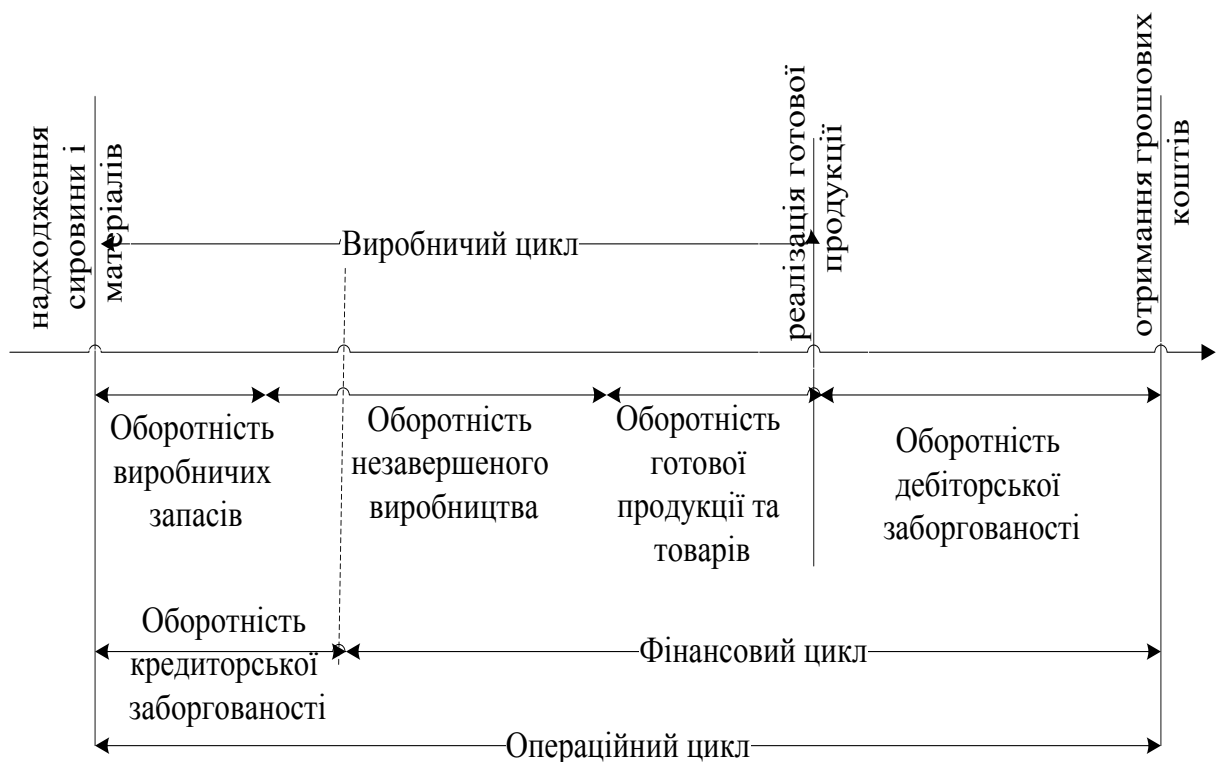 надходження
сировини і
матеріалів
реалізація готової
продукції
отримання грошових
коштів
Виробничий цикл
Оборотність
виробничих
запасів
Оборотність
незавершеного
виробництва
Оборотність
готової
продукції та
товарів
Оборотність
дебіторської
заборгованості
Оборотність
кредиторської
заборгованості
Фінансовий цикл
Операційний цикл